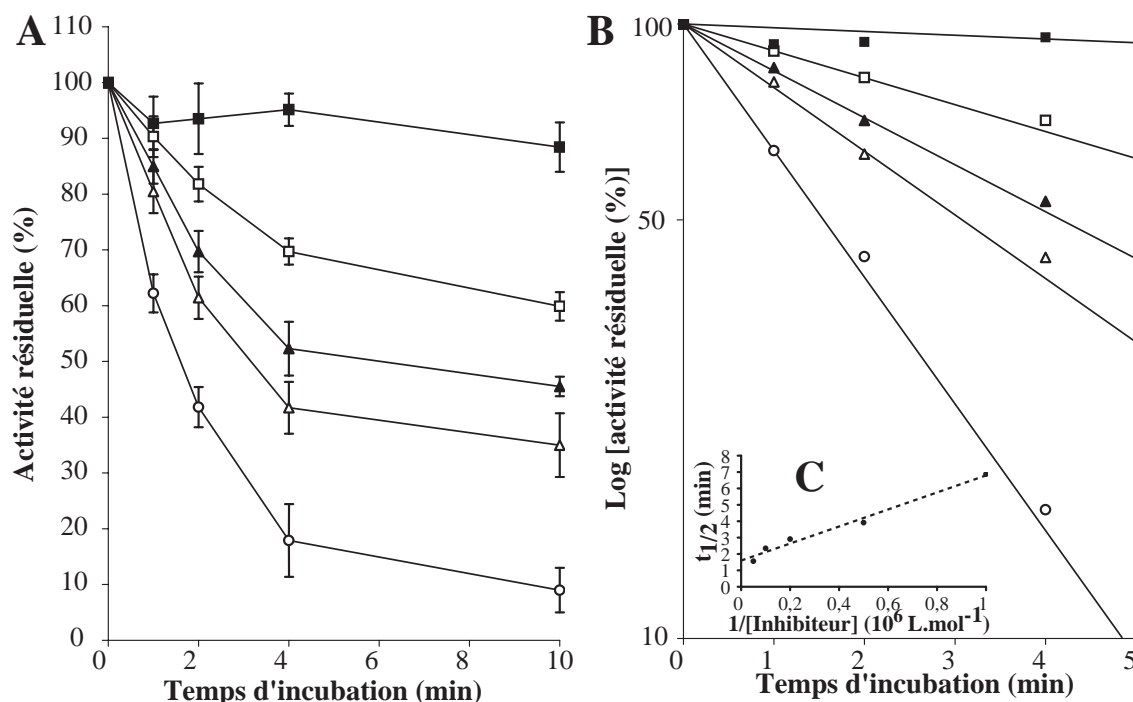 A
110
100
90
80
70
60
50
40
30
20
10
0
Activité résiduelle (%)
0 2 4 6 8 10
Temps d'incubation (min)
B
100
50
10
Log [activité résiduelle (%)]
0 1 2 3 4 5
Temps d'incubation (min)
C
8
7
6
5
4
3
2
1
0
t1/2 (min)
0 0,2 0,4 0,6 0,8 1
1/[Inhibiteur] (10⁶ L.mol⁻¹)